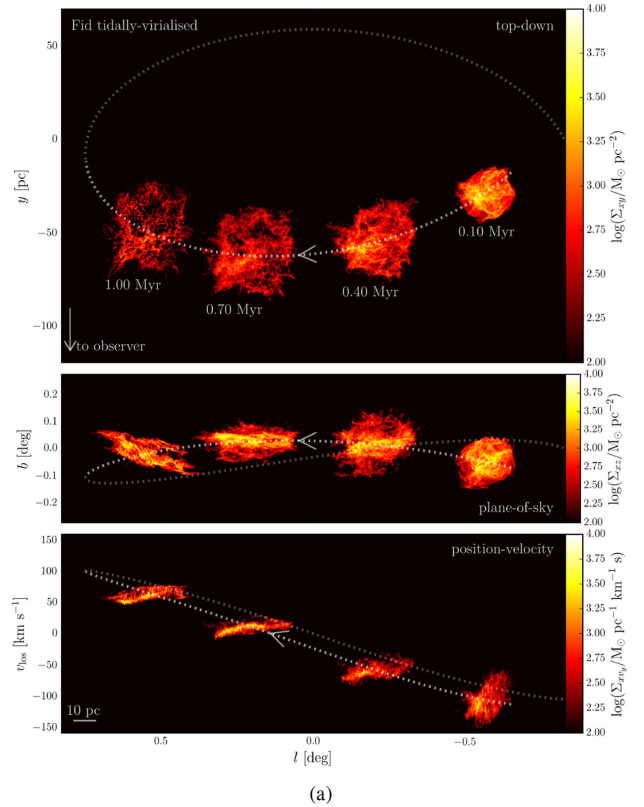 Fid tidally-virialised
top-down
4.00
3.75
3.50
3.25
3.00
2.75
2.50
2.25
2.00
log(Σxy/M⊙ pc−2)
50
0
−50
−100
y [pc]
0.10 Myr
0.40 Myr
0.70 Myr
1.00 Myr
to observer
0.2
0.1
0.0
−0.1
−0.2
b [deg]
plane-of-sky
4.00
3.75
3.50
3.25
3.00
2.75
2.50
2.25
2.00
log(Σxz/M⊙ pc−2)
position-velocity
150
100
50
0
−50
−100
−150
vlos [km s−1]
10 pc
4.00
3.75
3.50
3.25
3.00
2.75
2.50
2.25
2.00
log(Σxvy/M⊙ pc−1 km−1 s)
0.5
0.0
−0.5
l [deg]
(a)